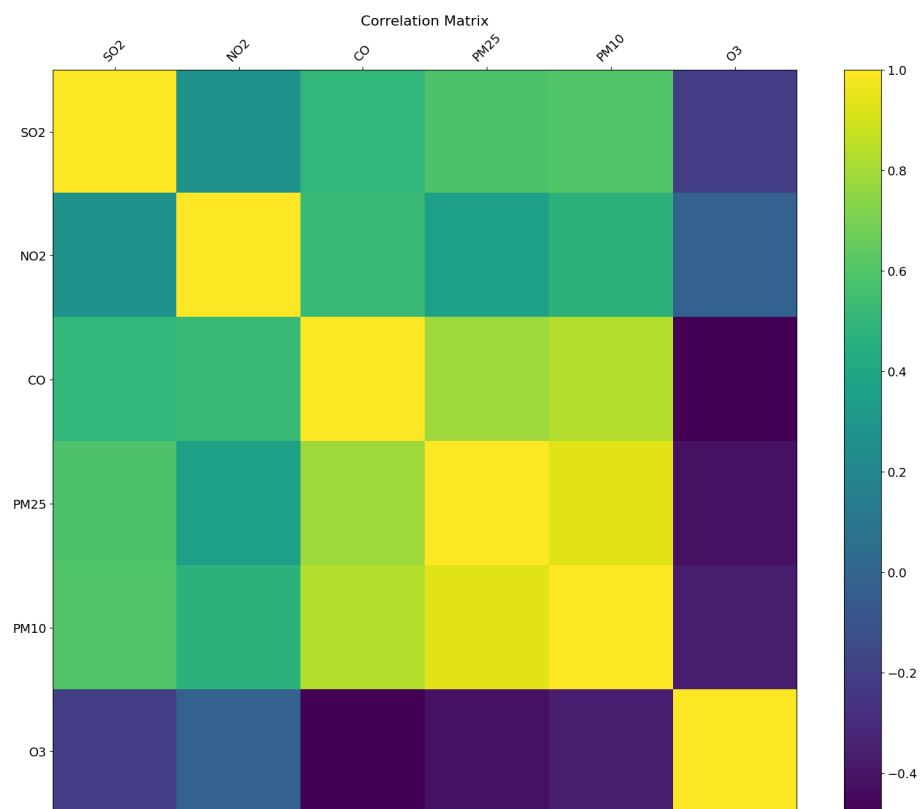 Correlation Matrix
SO2 NO2 CO PM25 PM10 O3
SO2
NO2
CO
PM25
PM10
O3
1.0
0.8
0.6
0.4
0.2
0.0
−0.2
−0.4